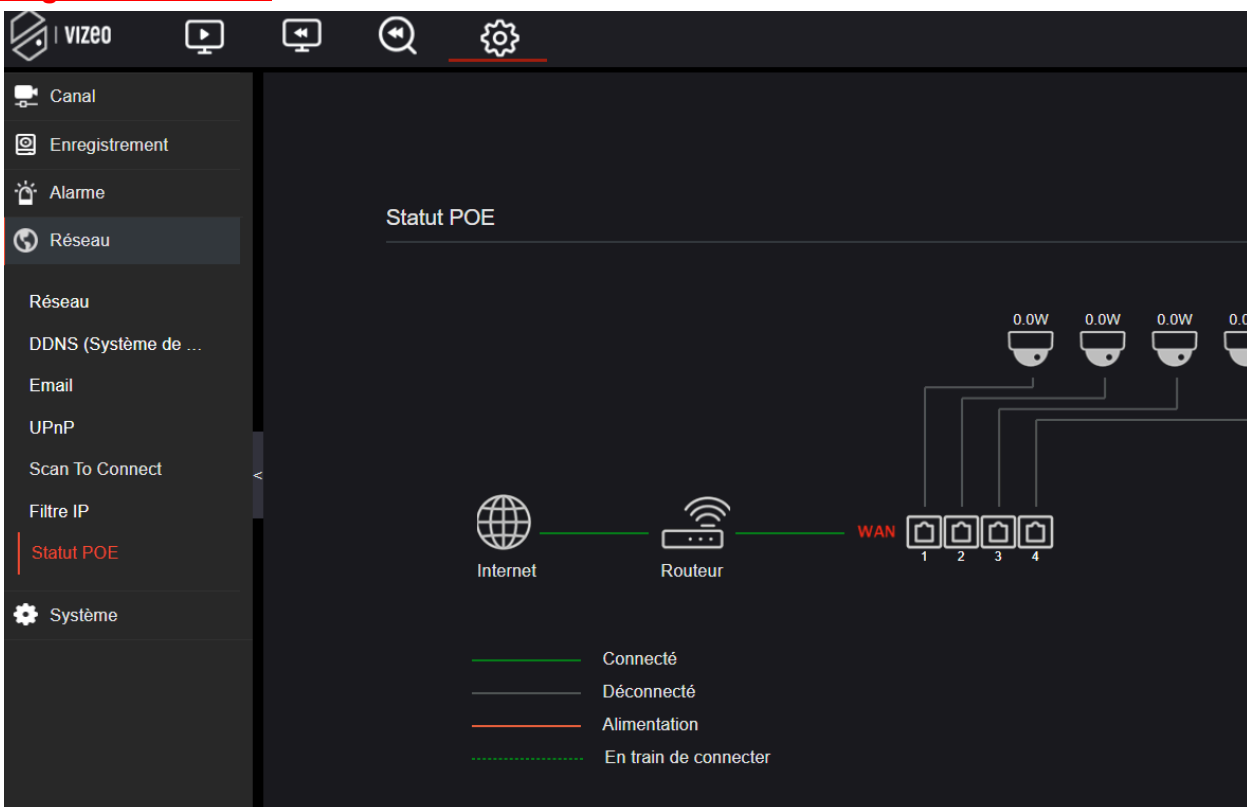 VIZEO
Canal
Enregistrement
Alarme
Réseau
Réseau
DDNS (Système de ...
Email
UPnP
Scan To Connect
Filtre IP
Statut POE
Système
Statut POE
0.0W 0.0W 0.0W
WAN
1 2 3 4
Internet Routeur
Connecté
Déconnecté
Alimentation
En train de connecter